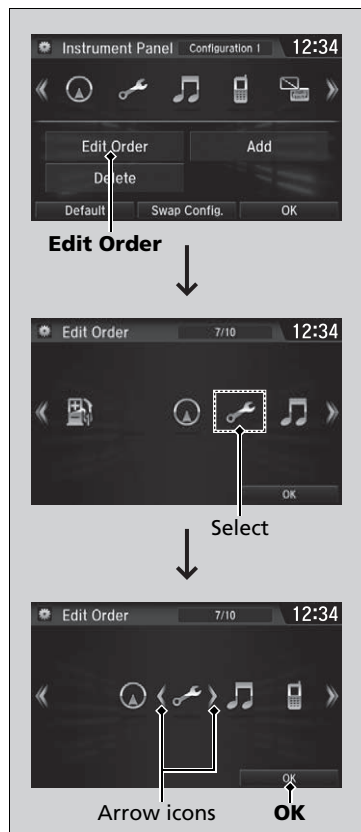 Instrument Panel Configuration 1 12:34
Edit Order Add
Delete
Default Swap Config. OK
Edit Order
Edit Order 7/10 12:34
OK
Select
Edit Order 7/10 12:34
OK
Arrow icons OK